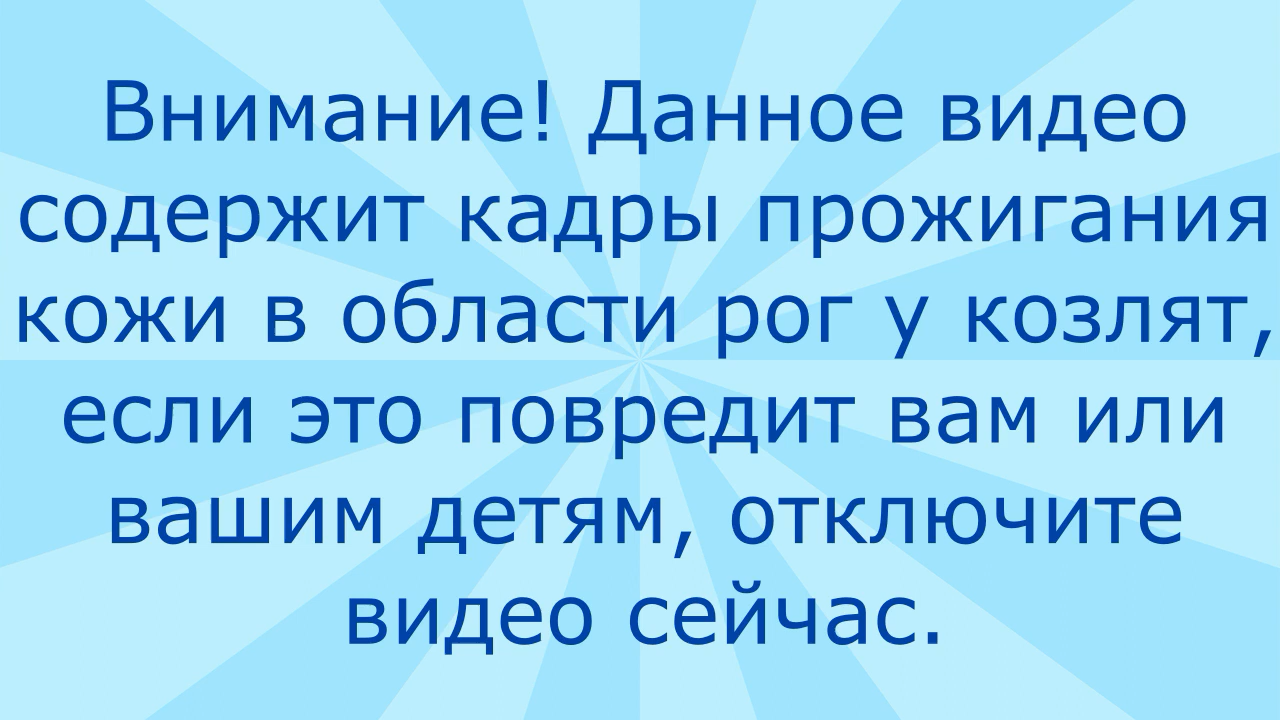 Внимание! Данное видео
содержит кадры прожигания
кожи в области рог у козлят,
если это повредит вам или
вашим детям, отключите
видео сейчас.